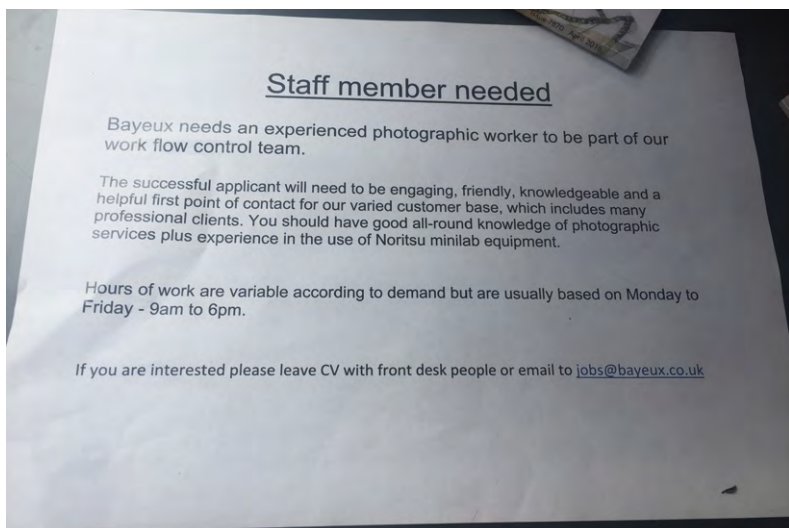 April 201
Staff member needed
Bayeux needs an experienced photographic worker to be part of our
work flow control team.
The successful applicant will need to be engaging, friendly, knowledgeable and a
helpful first point of contact for our varied customer base, which includes many
professional clients. You should have good all-round knowledge of photographic
services plus experience in the use of Noritsu minilab equipment.
Hours of work are variable according to demand but are usually based on Monday to
Friday - 9am to 6pm.
If you are interested please leave CV with front desk people or email to jobs@bayeux.co.uk